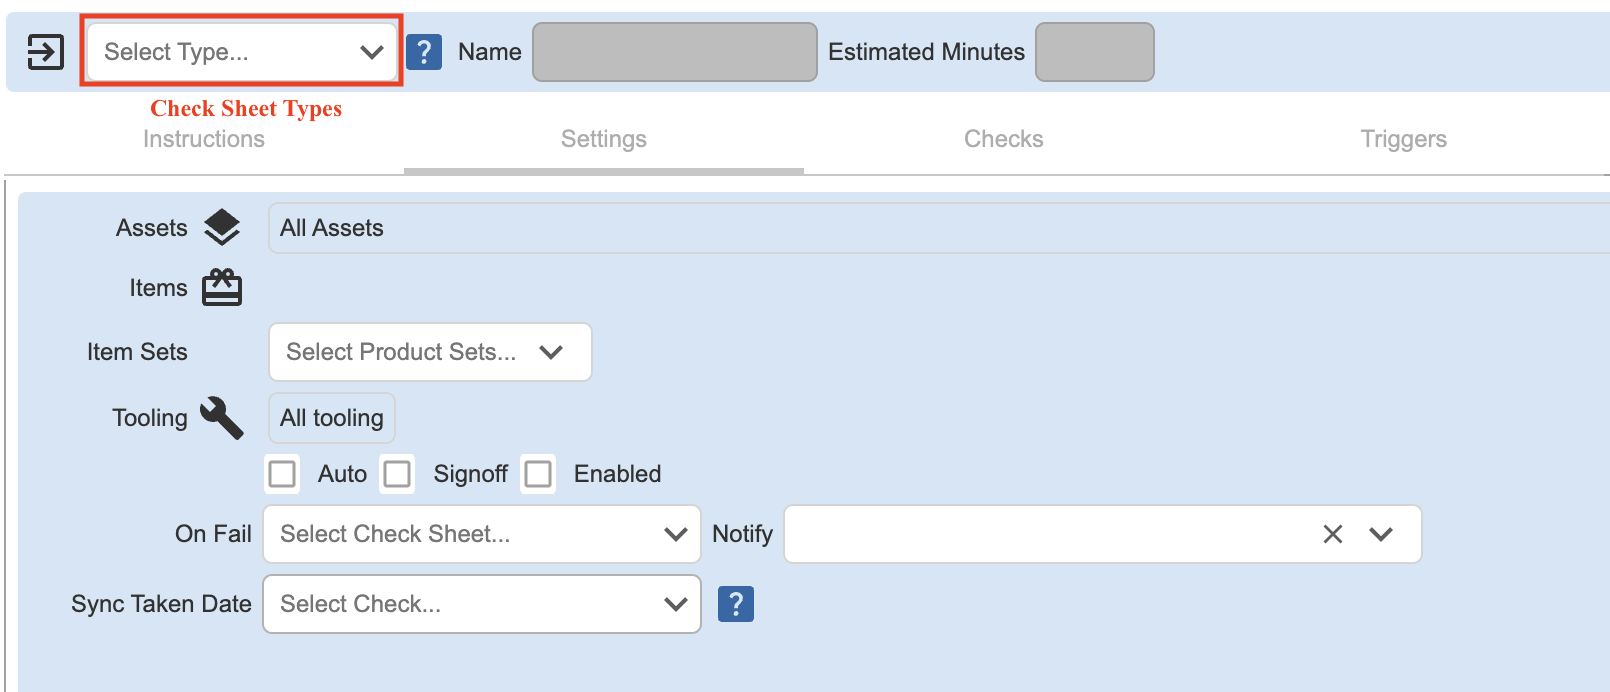 Select Type... ? Name Estimated Minutes
Check Sheet Types
Instructions Settings Checks Triggers
Assets All Assets
Items
Item Sets Select Product Sets...
Tooling All tooling
Auto Signoff Enabled
On Fail Select Check Sheet... Notify
Sync Taken Date Select Check... ?